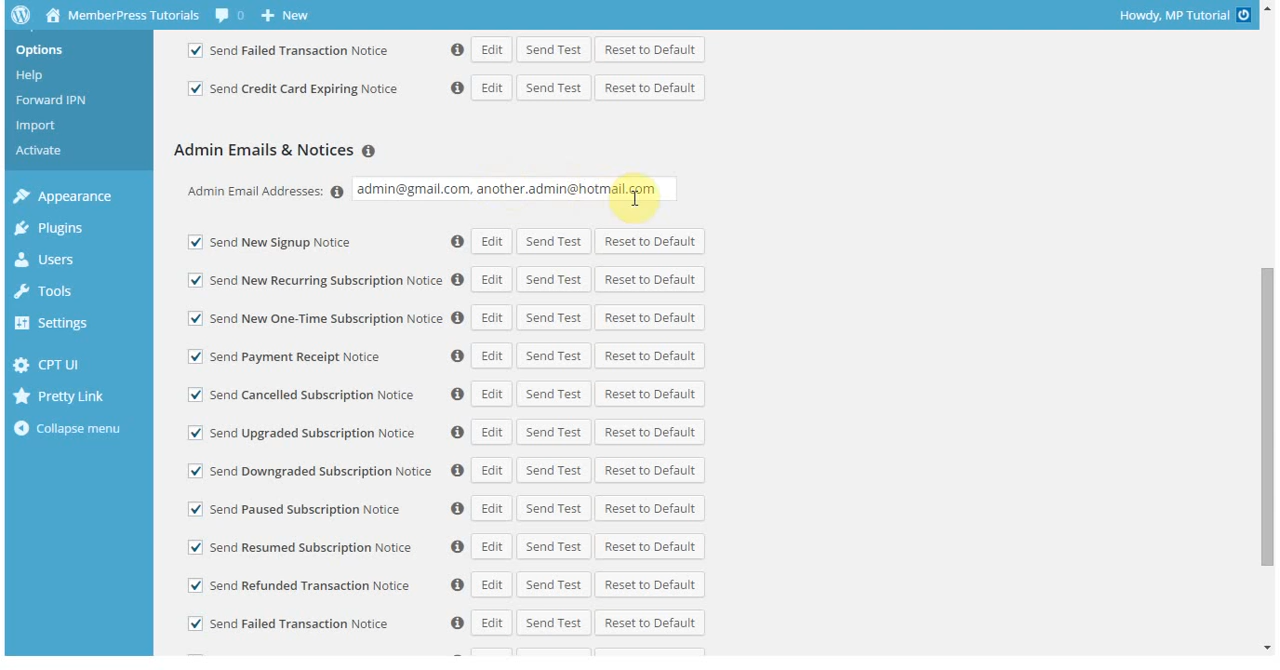 MemberPress Tutorials 0 New Howdy, MP Tutorial
Options
Help
Forward IPN
Import
Activate
Appearance
Plugins
Users
Tools
Settings
CPT UI
Pretty Link
Collapse menu
Send Failed Transaction Notice Edit Send Test Reset to Default
Send Credit Card Expiring Notice Edit Send Test Reset to Default
Admin Emails & Notices
Admin Email Addresses: admin@gmail.com, another.admin@hotmail.com
Send New Signup Notice Edit Send Test Reset to Default
Send New Recurring Subscription Notice Edit Send Test Reset to Default
Send New One-Time Subscription Notice Edit Send Test Reset to Default
Send Payment Receipt Notice Edit Send Test Reset to Default
Send Cancelled Subscription Notice Edit Send Test Reset to Default
Send Upgraded Subscription Notice Edit Send Test Reset to Default
Send Downgraded Subscription Notice Edit Send Test Reset to Default
Send Paused Subscription Notice Edit Send Test Reset to Default
Send Resumed Subscription Notice Edit Send Test Reset to Default
Send Refunded Transaction Notice Edit Send Test Reset to Default
Send Failed Transaction Notice Edit Send Test Reset to Default